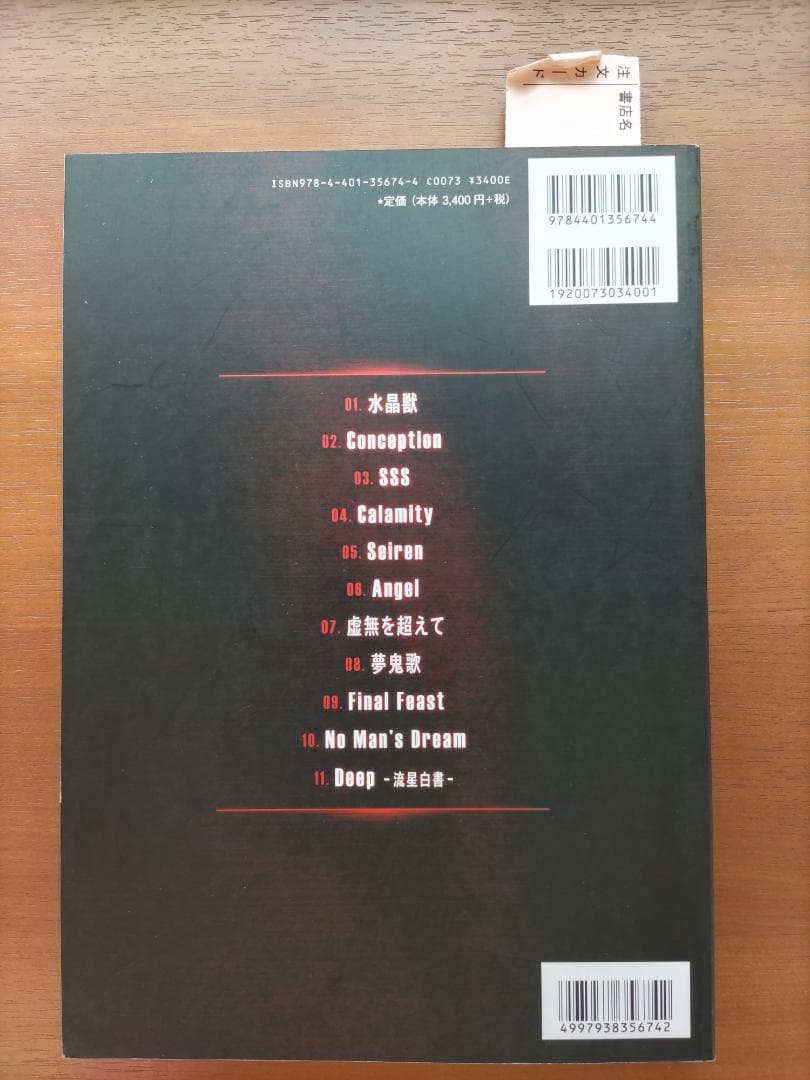 注文カード
書店名
ISBN978-4-401-35674-4 C0073 ¥3400E
*定価 (本体 3,400円+税)
9784401356744
1920073034001
01. 水晶獣
02. Conception
03. SSS
04. Calamity
05. Seiren
06. Angel
07. 虚無を超えて
08. 夢鬼歌
09. Final Feast
10. No Man's Dream
11. Deep -流星白書-
4997938356742